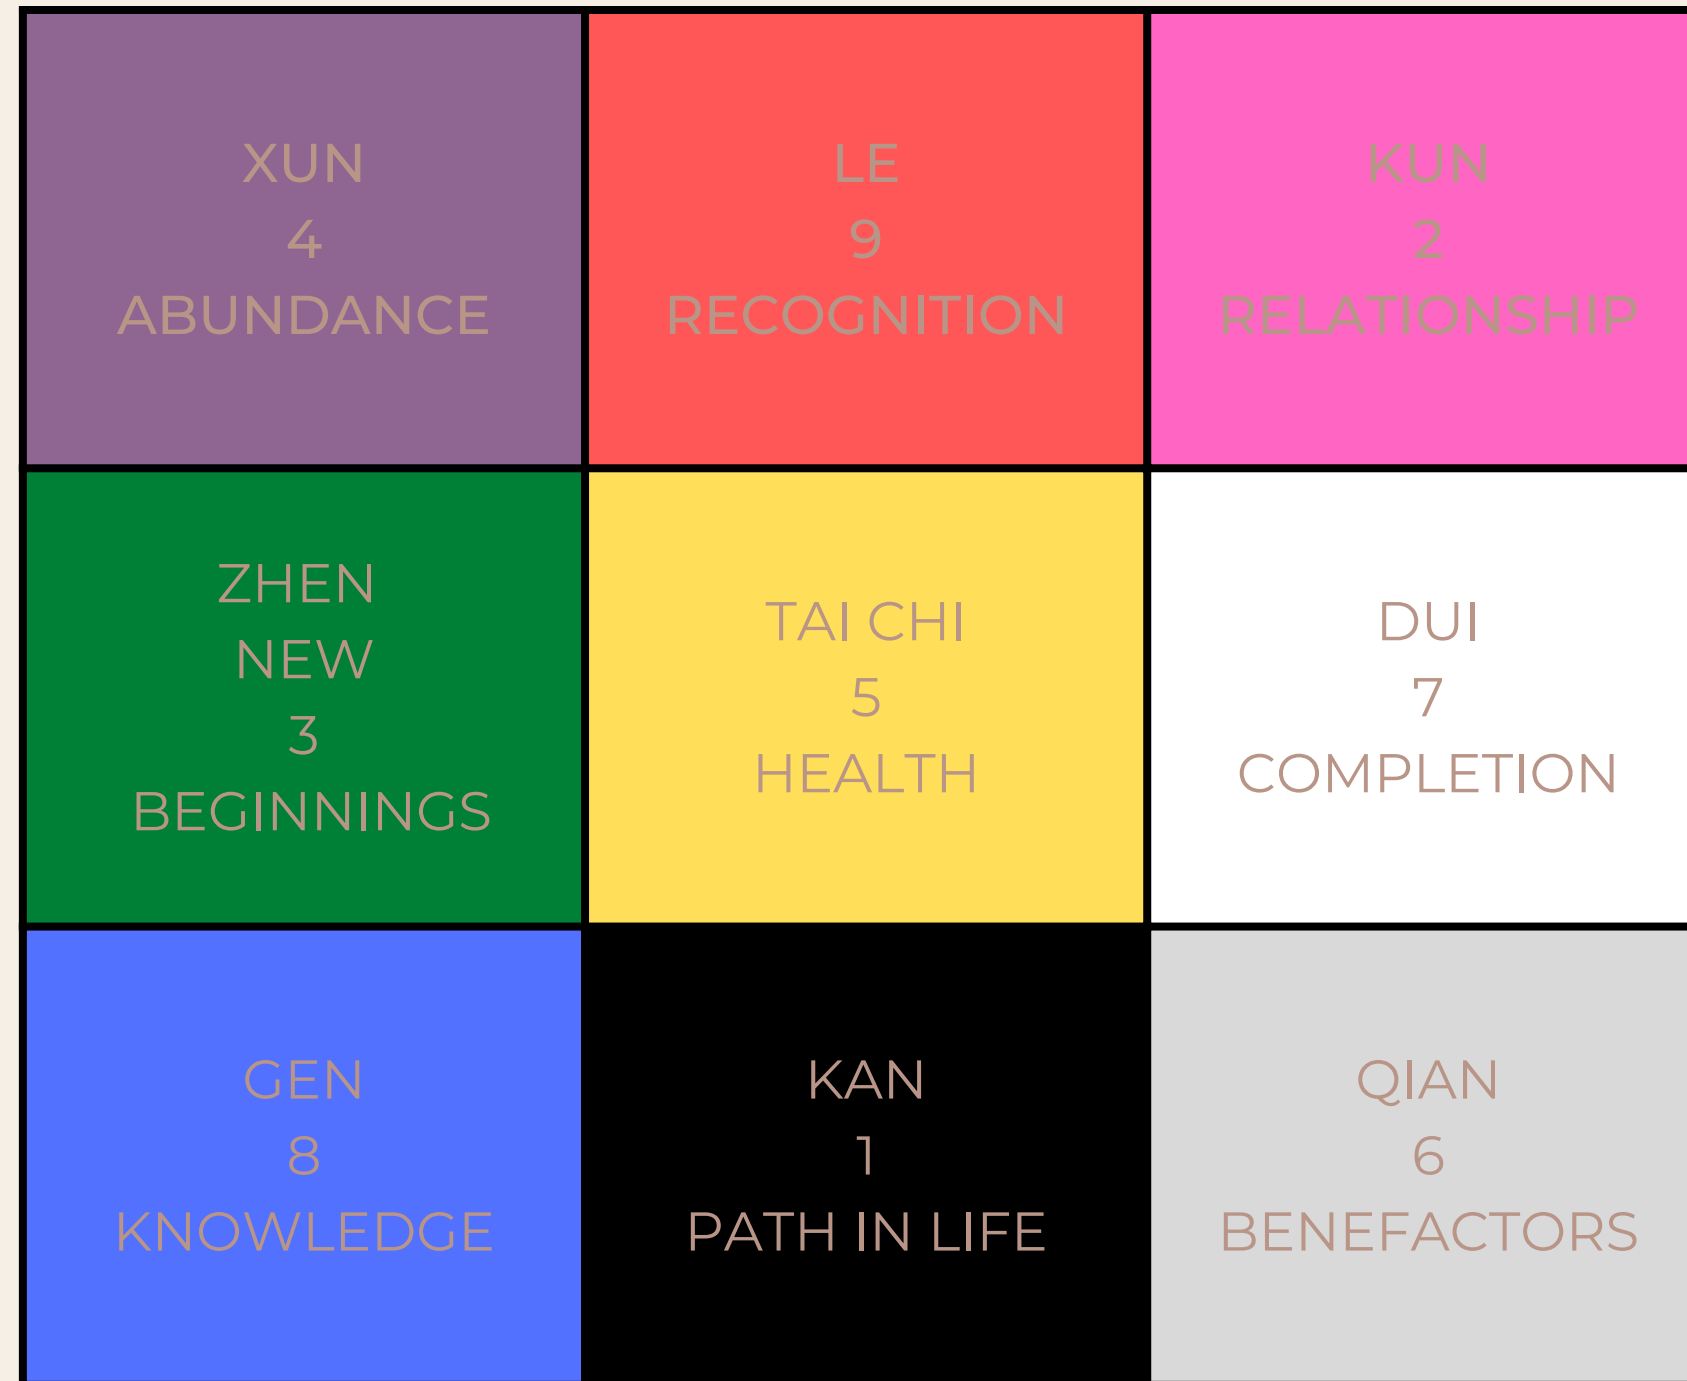 XUN
4
ABUNDANCE
LE
9
RECOGNITION
KUN
2
RELATIONSHIP
ZHEN
NEW
3
BEGINNINGS
TAI CHI
5
HEALTH
DUI
7
COMPLETION
GEN
8
KNOWLEDGE
KAN
1
PATH IN LIFE
QIAN
6
BENEFACTORS